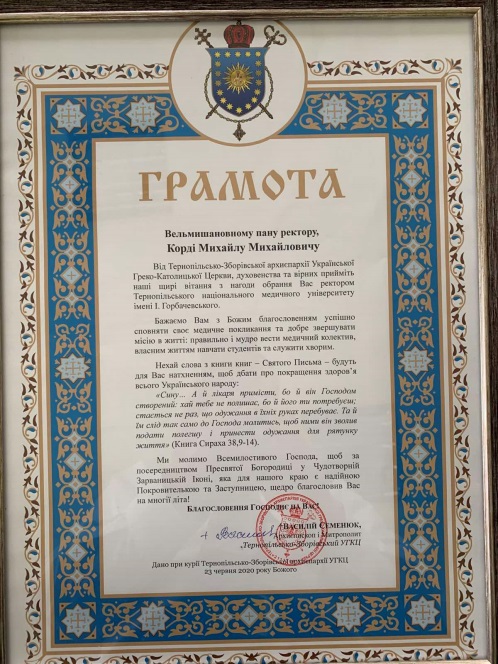 ГРАМОТА
Вельмишановному пану ректору,
Корді Михайлу Михайловичу
Від Тернопільсько-Зборівської архиєпархії Української
Греко-Католицької Церкви, духовенства та вірних прийміть
наші щирі вітання з нагоди обрання Вас ректором
Тернопільського національного медичного університету
імені І. Горбачевського.
Бажаємо Вам з Божим благословенням успішно
сповняти своє медичне покликання та добре звершувати
місію в житті: правильно і мудро вести медичний колектив,
власним життям навчати студентів та служити хворим.
Нехай слова з книги книг – Святого Письма – будуть
для Вас натхненням, щоб дбати про покращення здоров'я
всього Українського народу:
«Сину... А й лікаря примісти, бо й він Господом
створений: хай тебе не полишає, бо й його ти потребуєш;
стається не раз, що одужання в їхніх руках перебуває. Та й
їм слід так само до Господа молитись, щоб ними він зволив
подати полегшу і принести одужання для рятунку
життя» (Книга Сираха 38,9-14).
Ми молимо Всемилостивого Господа, щоб за
посередництвом Пресвятої Богородиці у Чудотворній
Зарваницькій Іконі, яка для нашого краю є надійною
Покровителькою та Заступницею, щедро благословив Вас
на многії літа!
Благословення Господнє на Вас!
+ВАСИЛІЙ СЕМЕНЮК,
Архиєпископ і Митрополит
Тернопільсько-Зборівський УГКЦ
Дано при курії Тернопільсько-Зборівської архиєпархії УГКЦ
23 червня 2020 року Божого